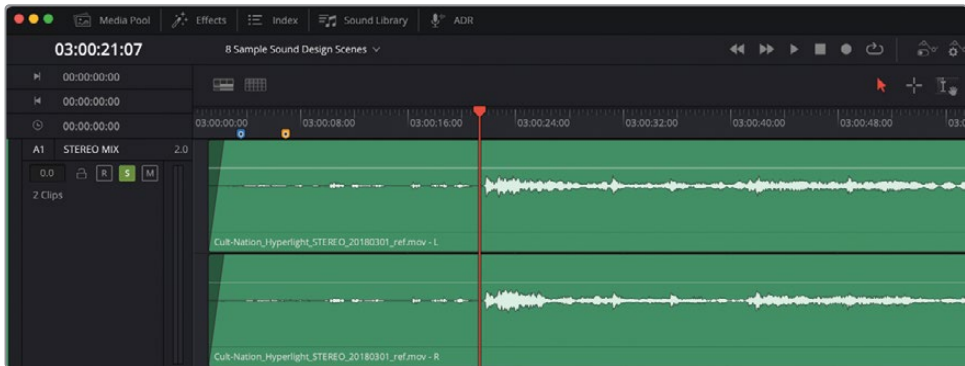 Media Pool Effects Index Sound Library ADR
03:00:21:07 8 Sample Sound Design Scenes
00:00:00:00
00:00:00:00
00:00:00:00
03:00:00:00 03:00:08:00 03:00:16:00 03:00:24:00 03:00:32:00 03:00:40:00 03:00:48:00 03:0
A1 STEREO MIX 2.0
0.0 R S M
2 Clips
Cult-Nation_Hyperlight_STEREO_20180301_ref.mov - L
Cult-Nation_Hyperlight_STEREO_20180301_ref.mov - R